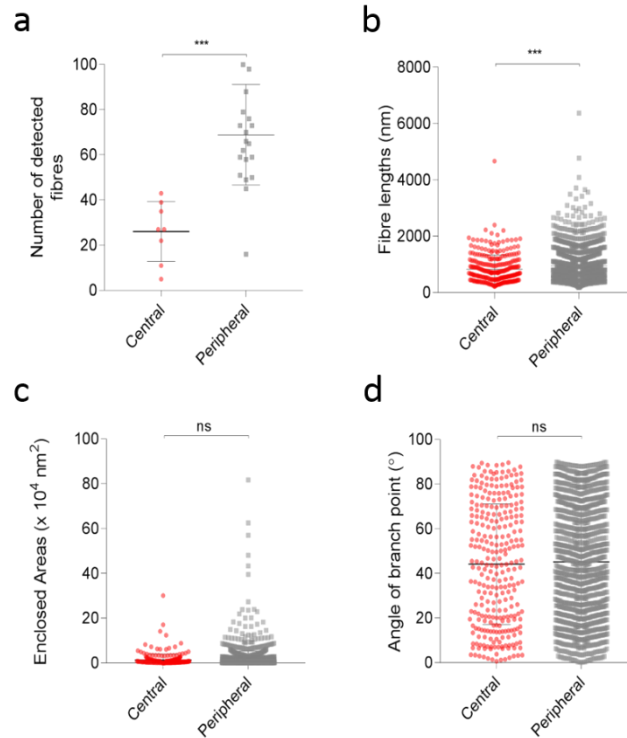 a
***
100
80
60
40
20
0
Number of detected
fibres
Central
Peripheral
b
***
8000
6000
4000
2000
0
Fibre lengths (nm)
Central
Peripheral
c
ns
100
80
60
40
20
0
Enclosed Areas (x 10⁴ nm²)
Central
Peripheral
d
ns
100
80
60
40
20
0
Angle of branch point (°)
Central
Peripheral